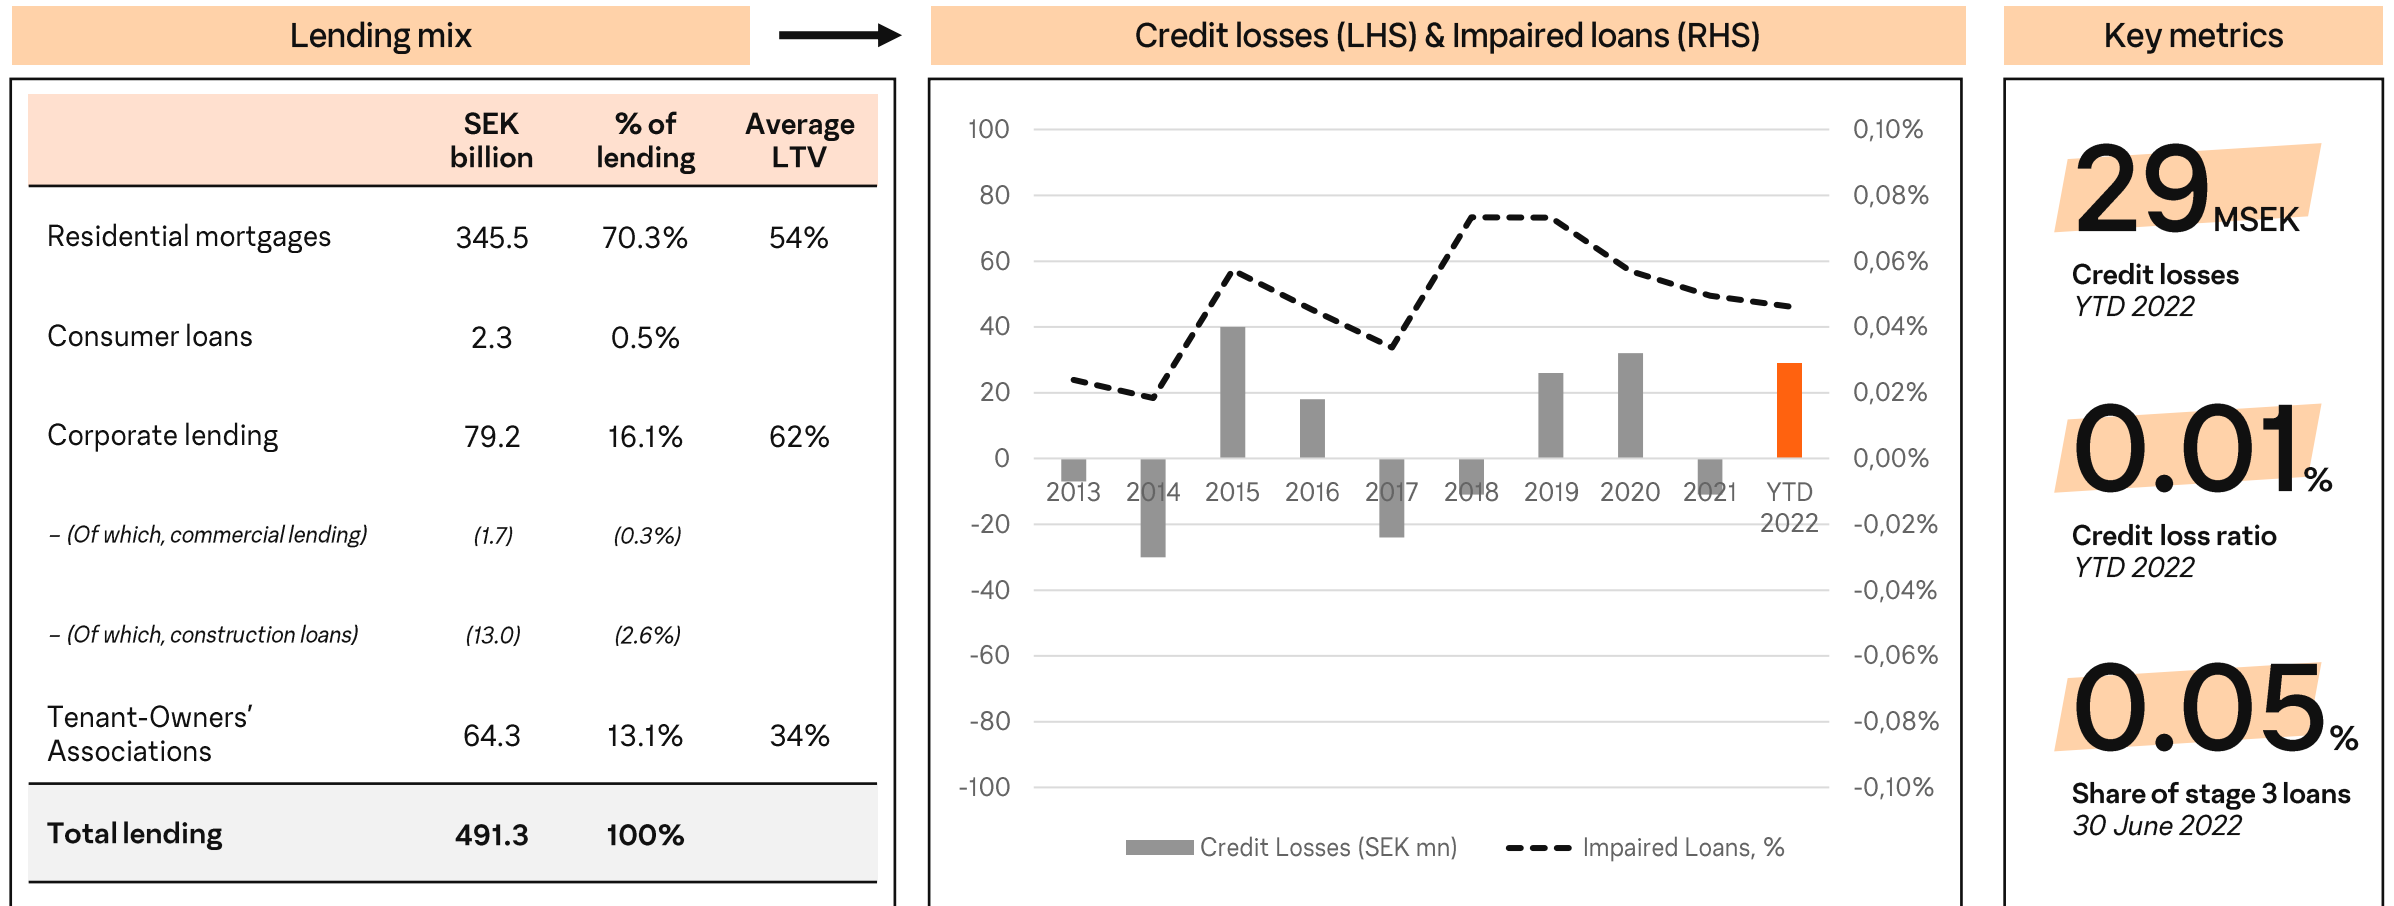 Lending mix
Credit losses (LHS) & Impaired loans (RHS)
Key metrics
SEK billion % of lending Average LTV
Residential mortgages 345.5 70.3% 54%
Consumer loans 2.3 0.5%
Corporate lending 79.2 16.1% 62%
– (Of which, commercial lending) (1.7) (0.3%)
– (Of which, construction loans) (13.0) (2.6%)
Tenant-Owners’
Associations 64.3 13.1% 34%
Total lending 491.3 100%
100 0,10%
80 0,08%
60 0,06%
40 0,04%
20 0,02%
0 0,00%
2013 2014 2015 2016 2017 2018 2019 2020 2021 YTD 2022
-20 -0,02%
-40 -0,04%
-60 -0,06%
-80 -0,08%
-100 -0,10%
Credit Losses (SEK mn) Impaired Loans, %
29 MSEK
Credit losses
YTD 2022
0.01%
Credit loss ratio
YTD 2022
0.05%
Share of stage 3 loans
30 June 2022